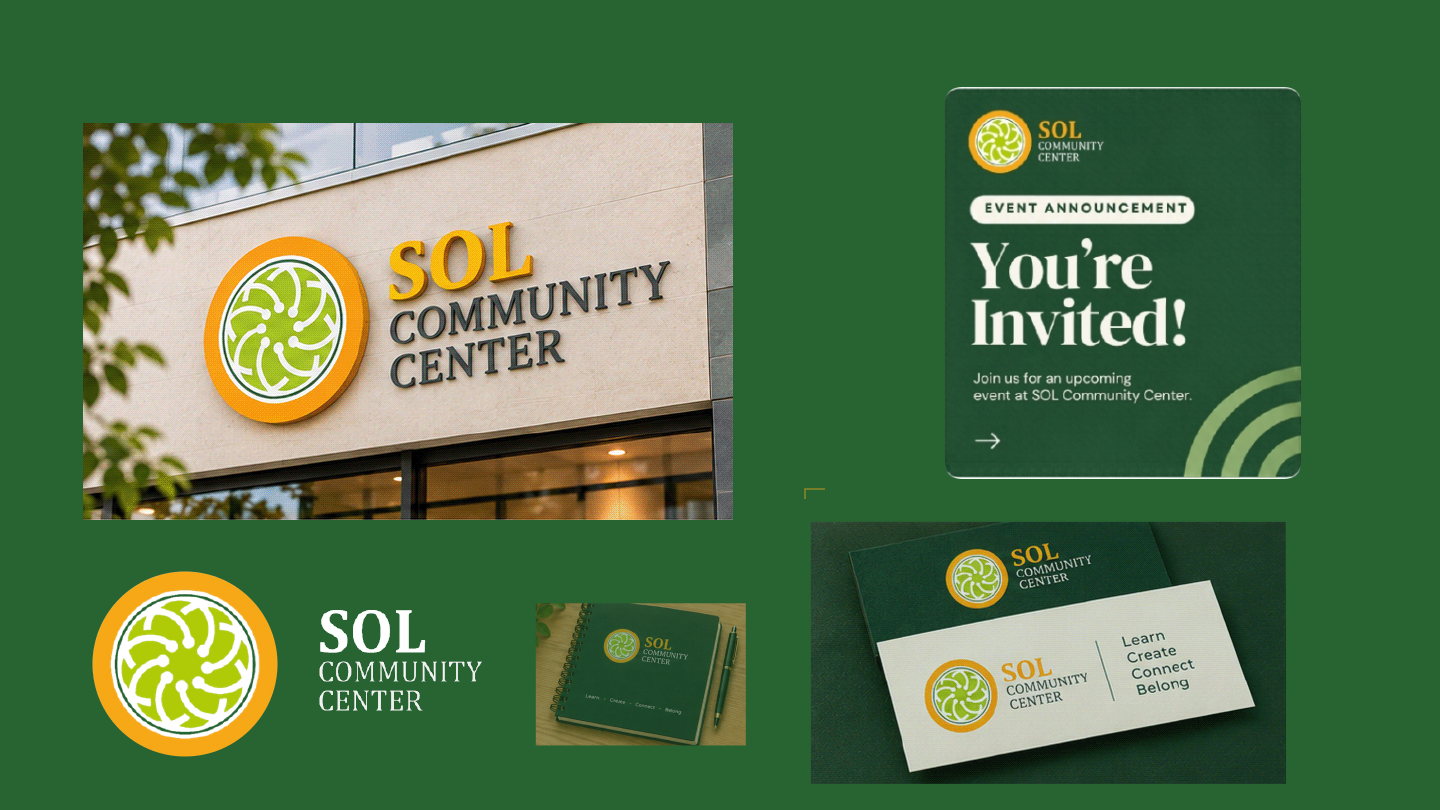 SOL
COMMUNITY
CENTER
SOL
COMMUNITY
CENTER
EVENT ANNOUNCEMENT
You're
Invited!
Join us for an upcoming
event at SOL Community Center.
→
SOL
COMMUNITY
CENTER
SOL
COMMUNITY
CENTER
Learn · Create · Connect · Belong
SOL
COMMUNITY
CENTER
SOL
COMMUNITY
CENTER
Learn
Create
Connect
Belong